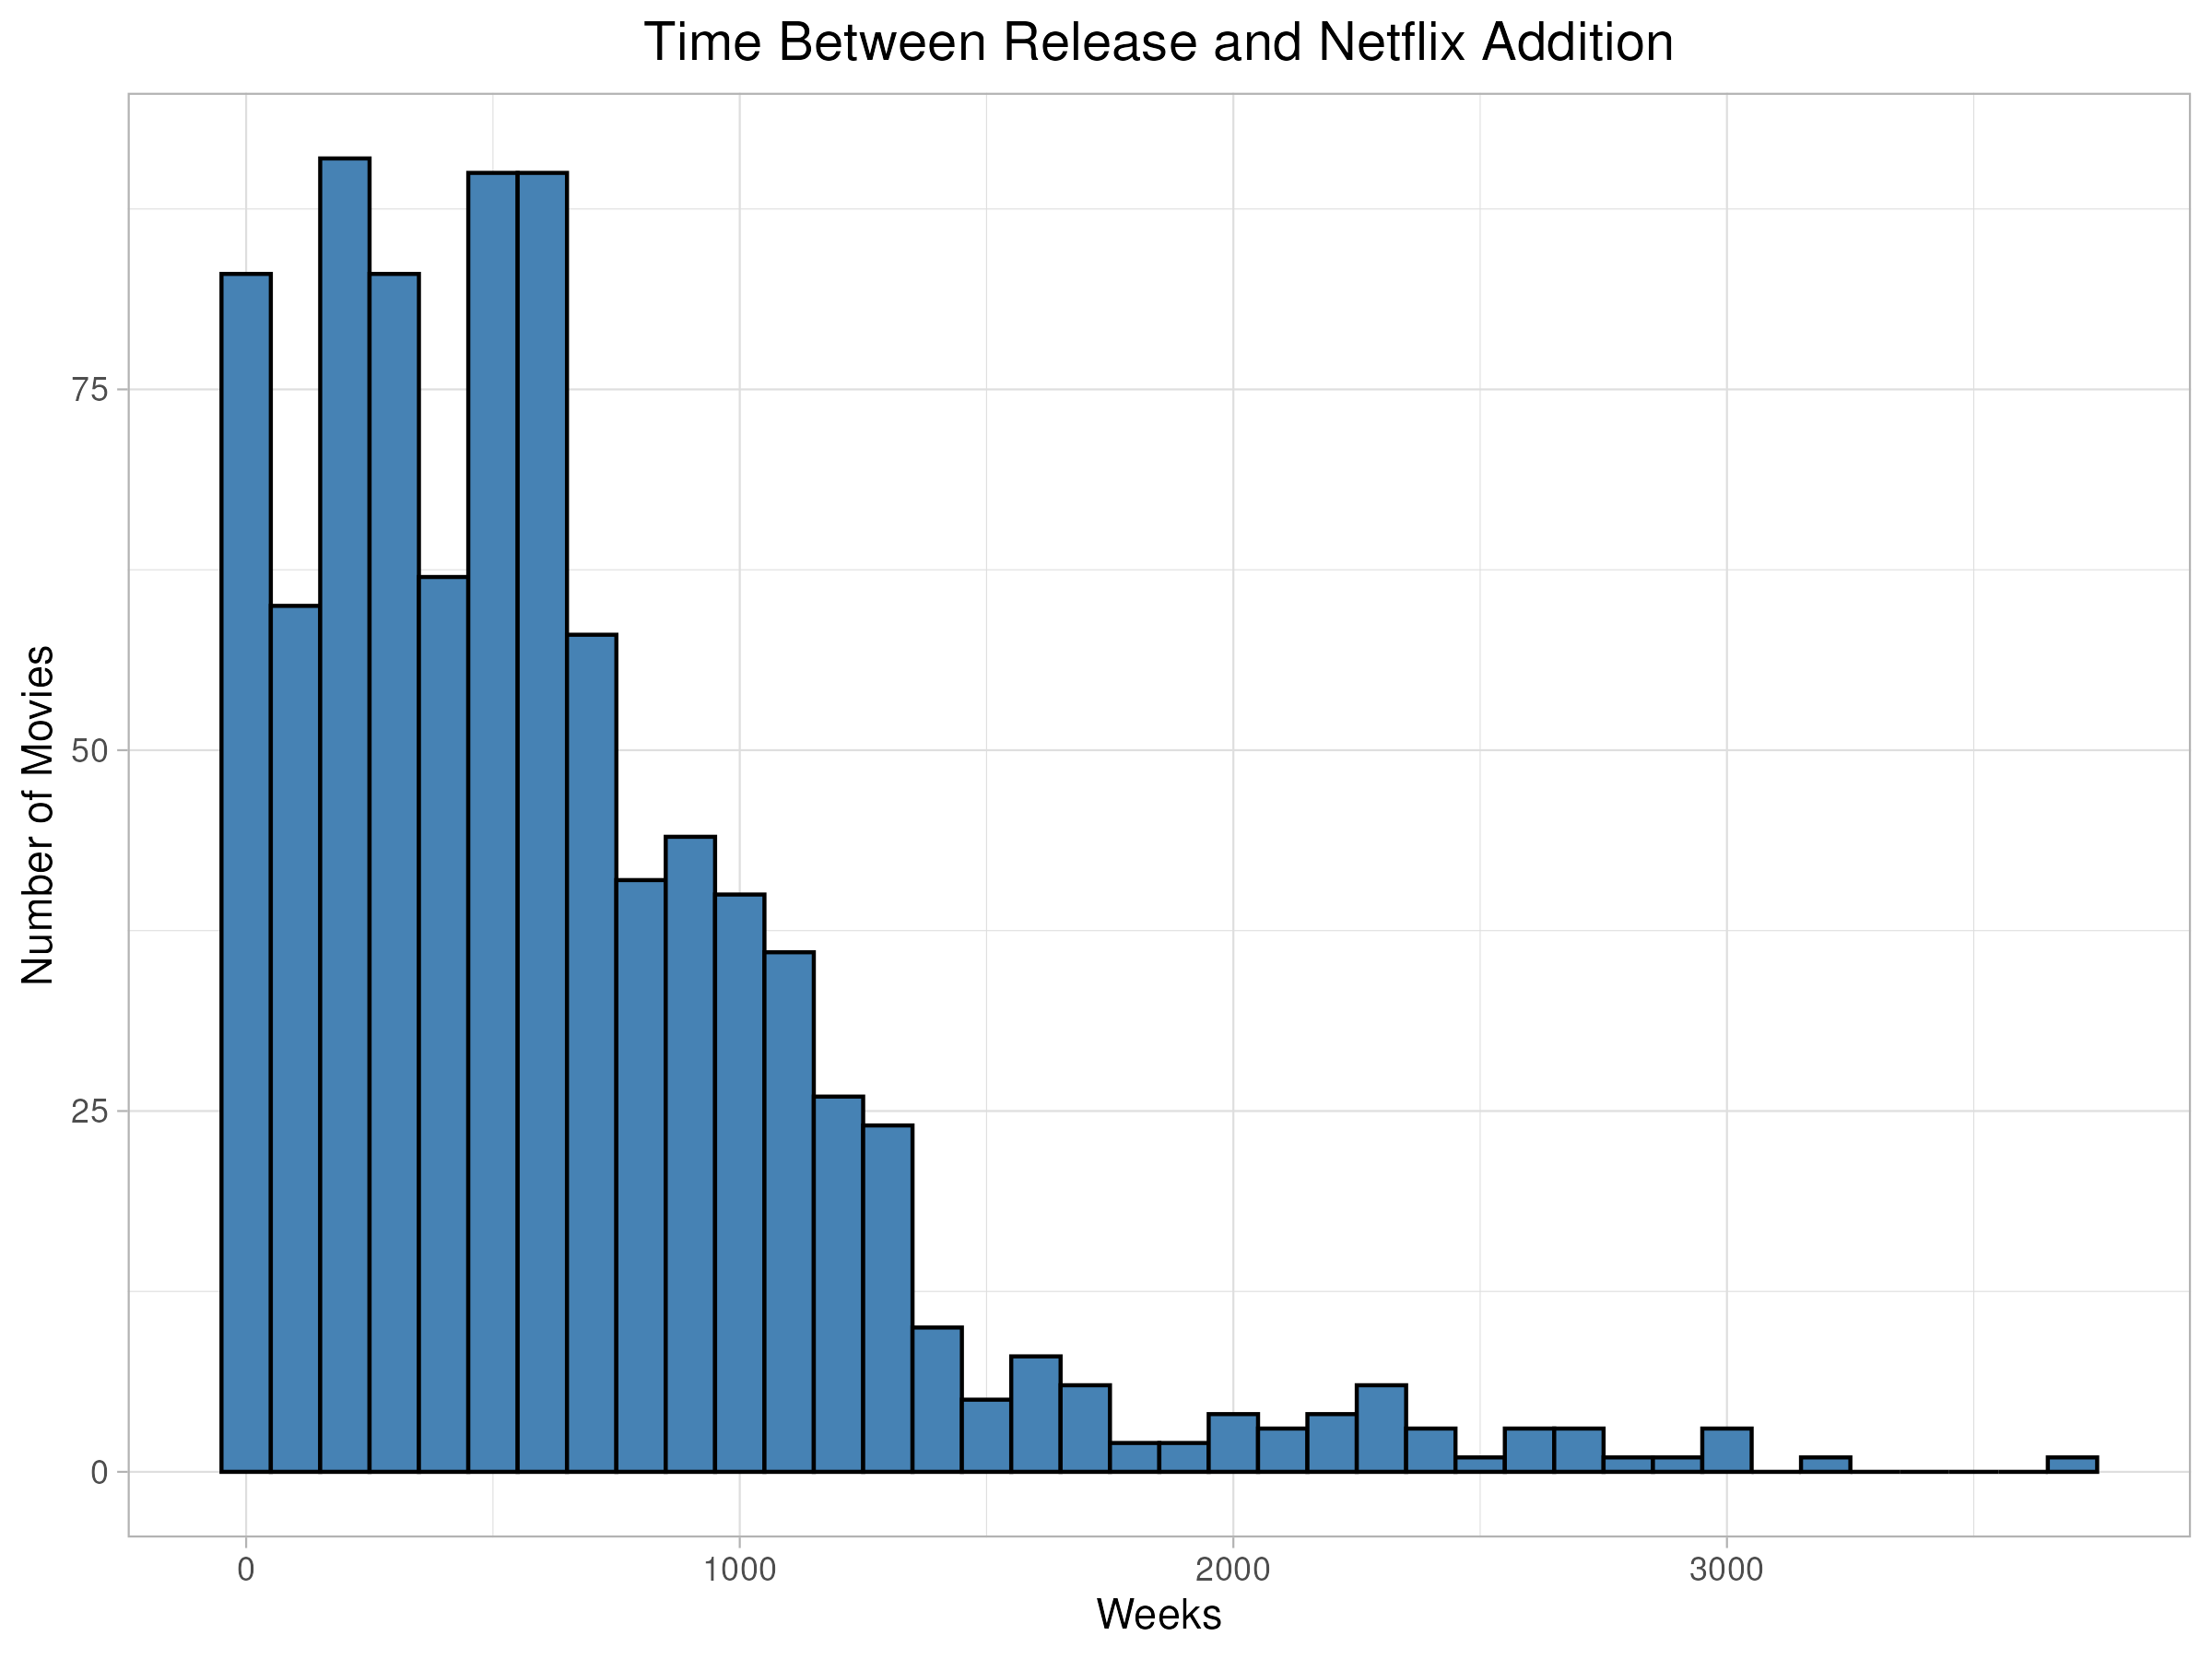 Time Between Release and Netflix Addition
Number of Movies
75
50
25
0
0 1000 2000 3000
Weeks